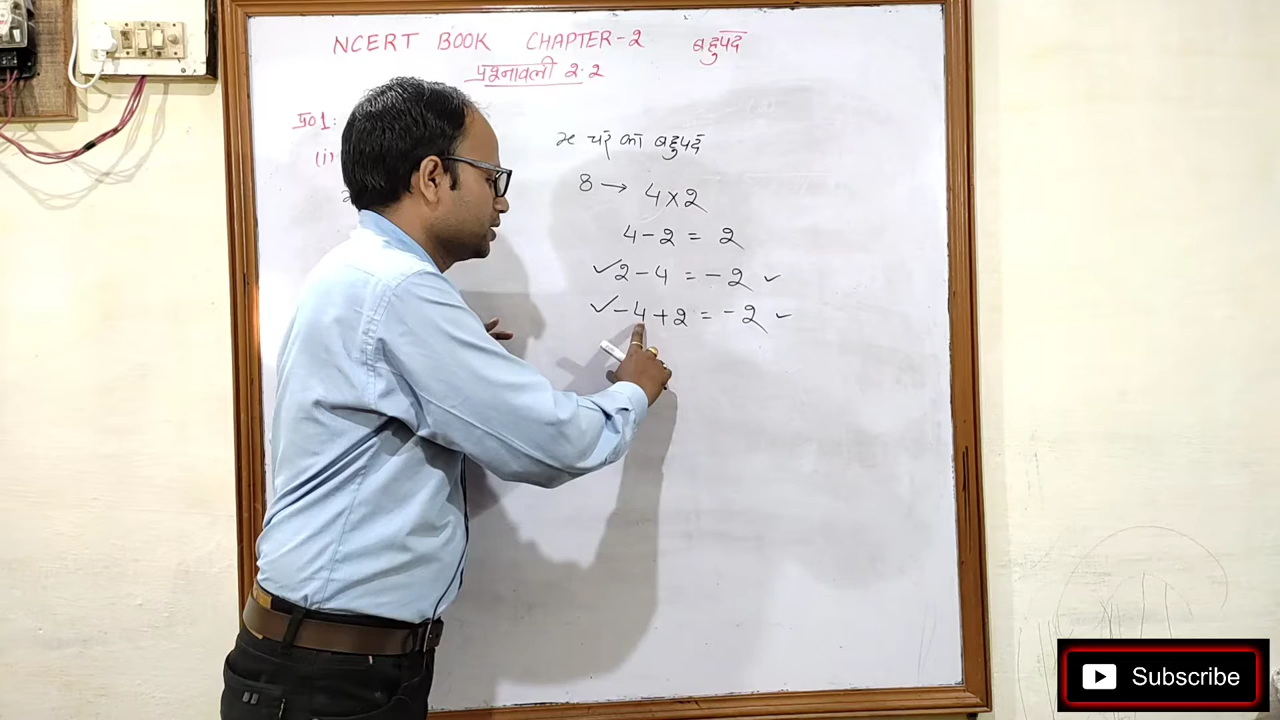 NCERT BOOK CHAPTER-2 बहुपद
प्रश्नावली 2.2
प्र01:
(i)
x चर का बहुपद
8 → 4×2
4-2 = 2
✓2-4 = -2 ✓
✓-4+2 = -2 ✓
Subscribe